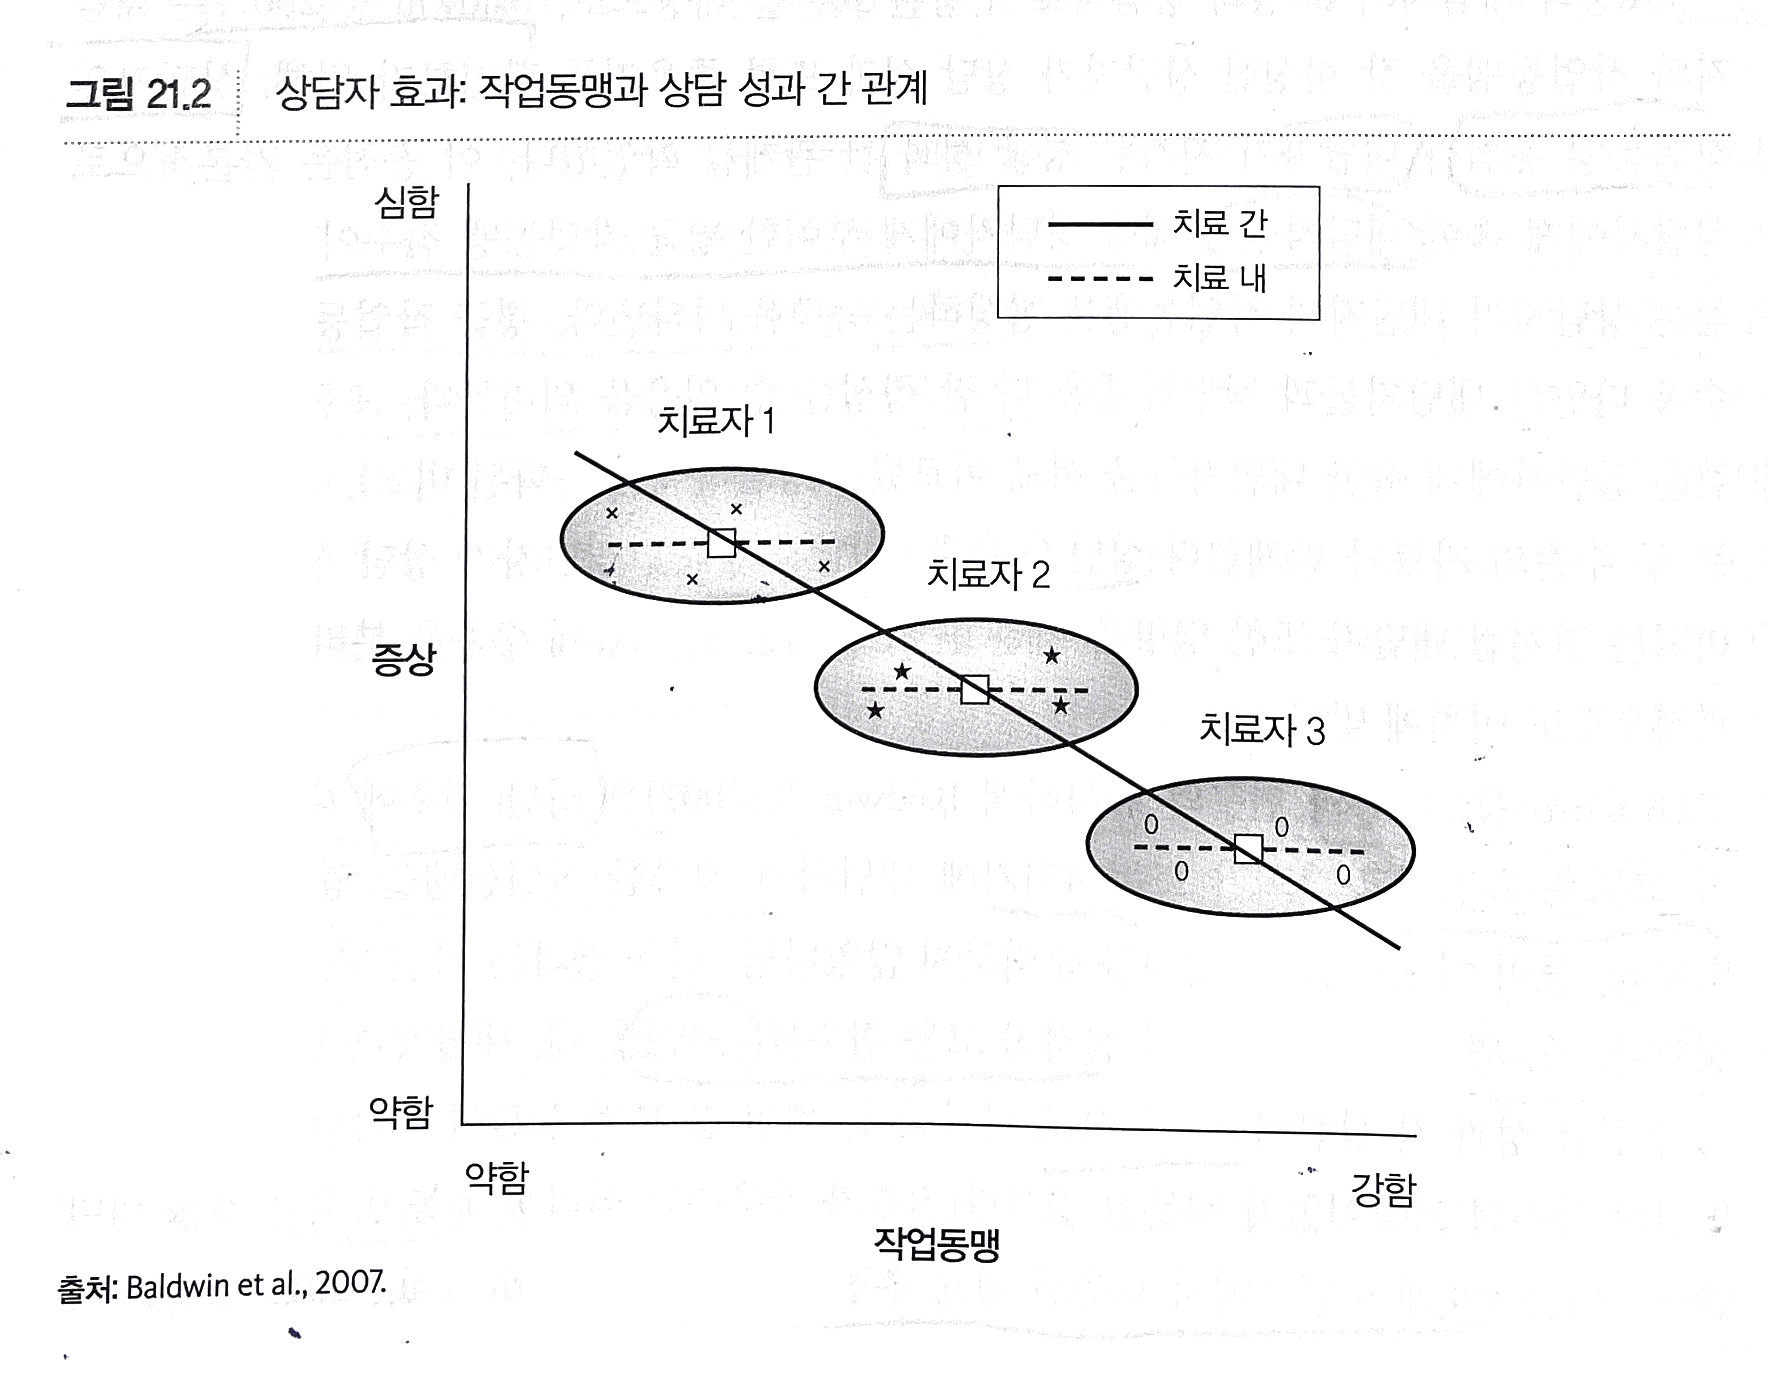 그림 21.2 상담자 효과: 작업동맹과 상담 성과 간 관계
심함
치료 간
치료 내
치료자 1
치료자 2
증상
치료자 3
약함
약함
강함
작업동맹
출처: Baldwin et al., 2007.